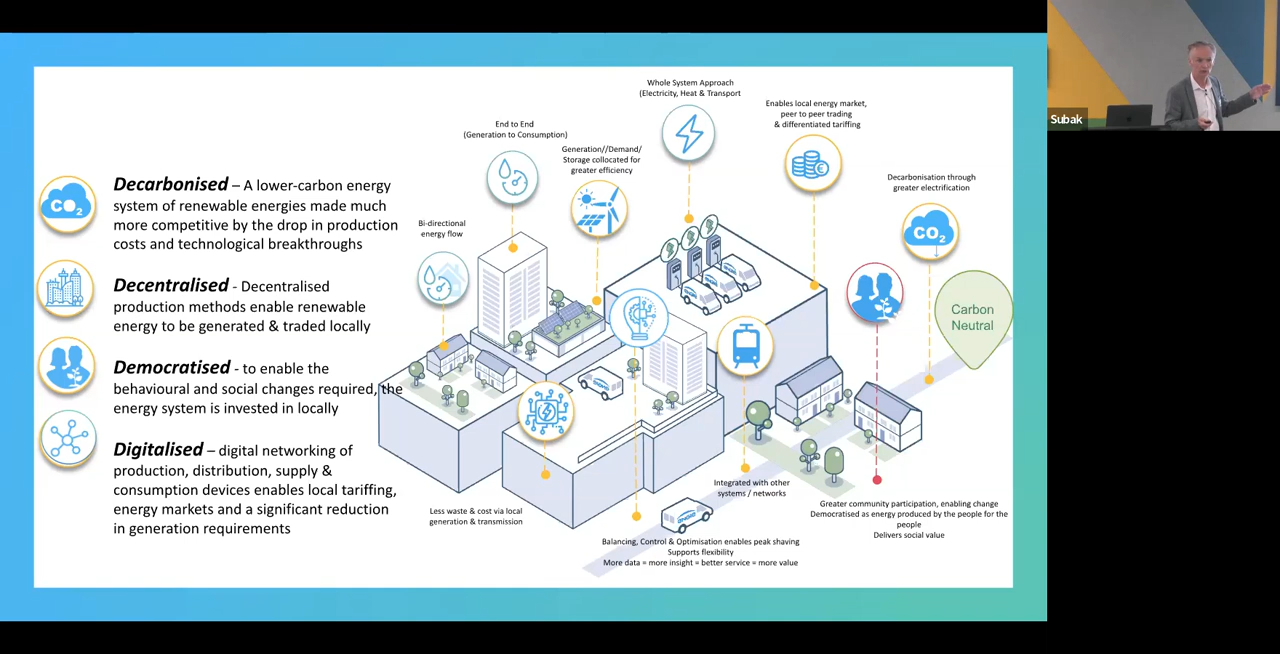 Decarbonised – A lower-carbon energy
system of renewable energies made much
more competitive by the drop in production
costs and technological breakthroughs
Decentralised - Decentralised
production methods enable renewable
energy to be generated & traded locally
Democratised - to enable the
behavioural and social changes required, the
energy system is invested in locally
Digitalised – digital networking of
production, distribution, supply &
consumption devices enables local tariffing,
energy markets and a significant reduction
in generation requirements
CO2
Whole System Approach
(Electricity, Heat & Transport
End to End
(Generation to Consumption)
Generation//Demand/
Storage collocated for
greater efficiency
Enables local energy market,
peer to peer trading
& differentiated tariffing
€
Bi-directional
energy flow
Decarbonisation through
greater electrification
CO2
Carbon
Neutral
Less waste & cost via local
generation & transmission
Integrated with other
systems / networks
Balancing, Control & Optimisation enables peak shaving
Supports flexibility
More data = more insight = better service = more value
Greater community participation, enabling change
Democratised as energy produced by the people for the
people
Delivers social value
Subak